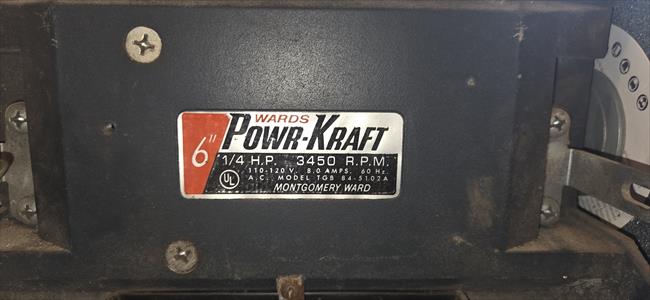 WARDS
6" POWR-KRAFT
1/4 H.P. 3450 R.P.M.
110-120 V. 8.0 AMPS. 60 Hz.
UL A.C. MODEL TGB 84-5102A
MONTGOMERY WARD